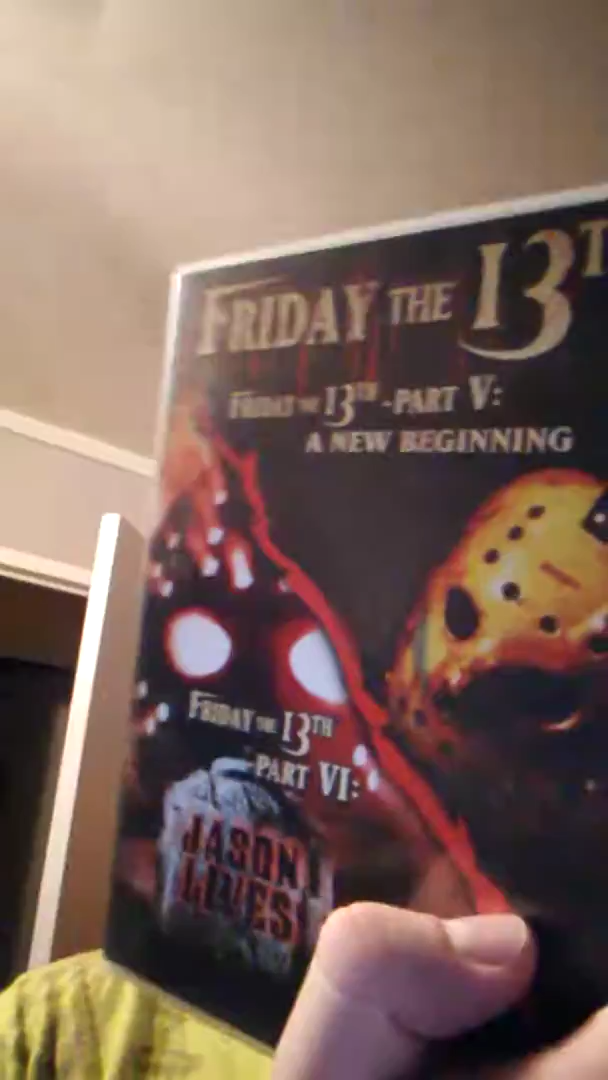 FRIDAY THE 13T
FRIDAY THE 13TH - PART V:
A NEW BEGINNING
FRIDAY THE 13TH
- PART VI:
JASON
LIVES